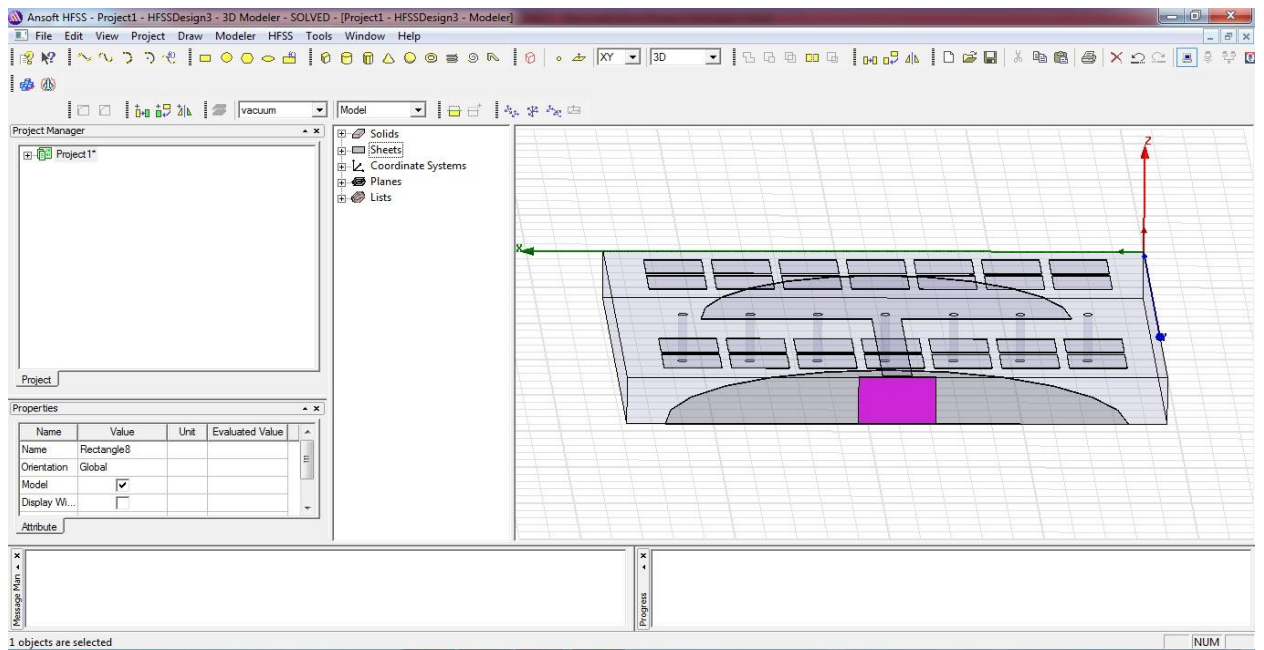 Ansoft HFSS - Project1 - HFSSDesign3 - 3D Modeler - SOLVED - [Project1 - HFSSDesign3 - Modeler]
File Edit View Project Draw Modeler HFSS Tools Window Help
XY 3D
vacuum Model
Project Manager
Project1*
Project
Solids
Sheets
Coordinate Systems
Planes
Lists
Z
X
Properties
Name Value Unit Evaluated Value
Name Rectangle8
Orientation Global
Model
Display Wi...
Attribute
Message Man
Progress
1 objects are selected
NUM